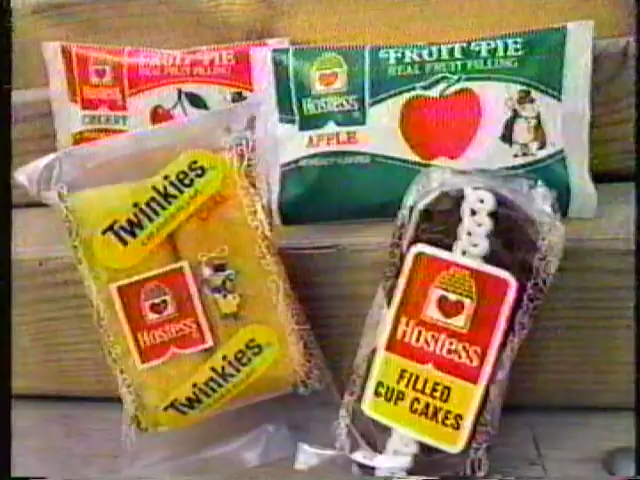 FRUIT PIE
REAL FRUIT FILLING
CHERRY
FRUIT PIE
REAL FRUIT FILLING
Hostess
APPLE
Twinkies
Hostess
Twinkies
Hostess
FILLED
CUP CAKES